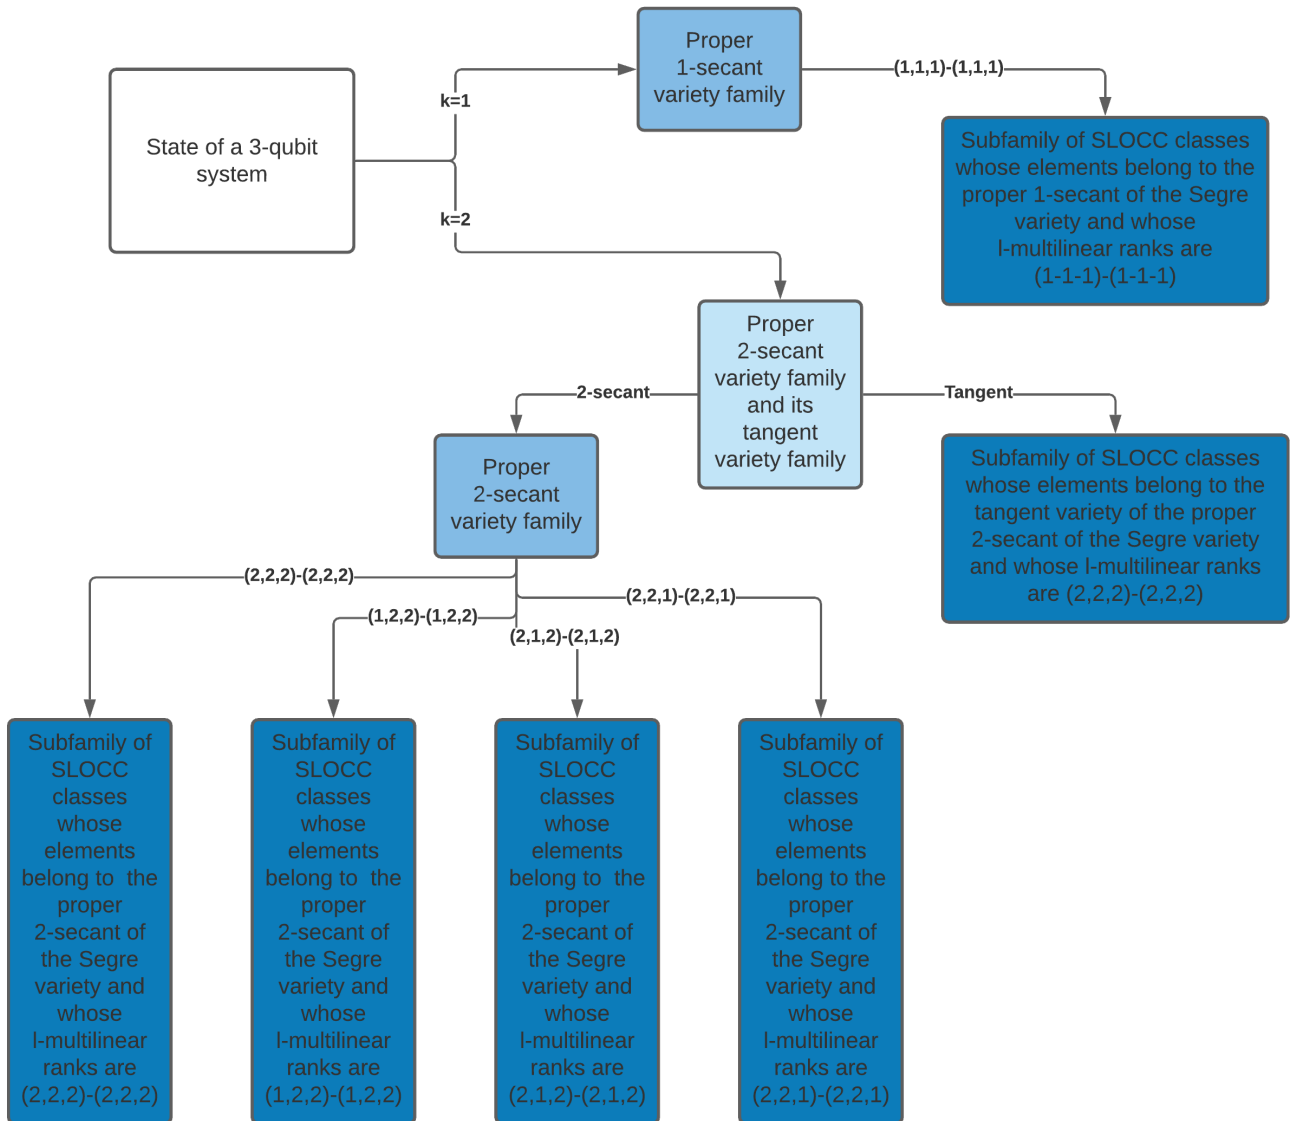 Proper
1-secant
variety family
(1,1,1)-(1,1,1)
k=1
State of a 3-qubit
system
Subfamily of SLOCC classes
whose elements belong to the
proper 1-secant of the Segre
variety and whose
l-multilinear ranks are
(1-1-1)-(1-1-1)
k=2
Proper
2-secant
variety family
and its
tangent
variety family
2-secant
Tangent
Proper
2-secant
variety family
Subfamily of SLOCC classes
whose elements belong to the
tangent variety of the proper
2-secant of the Segre variety
and whose l-multilinear ranks
are (2,2,2)-(2,2,2)
(2,2,2)-(2,2,2)
(1,2,2)-(1,2,2)
(2,1,2)-(2,1,2)
(2,2,1)-(2,2,1)
Subfamily of
SLOCC
classes
whose
elements
belong to  the
proper
2-secant of
the Segre
variety and
whose
l-multilinear
ranks are
(2,2,2)-(2,2,2)
Subfamily of
SLOCC
classes
whose
elements
belong to  the
proper
2-secant of
the Segre
variety and
whose
l-multilinear
ranks are
(1,2,2)-(1,2,2)
Subfamily of
SLOCC
classes
whose
elements
belong to  the
proper
2-secant of
the Segre
variety and
whose
l-multilinear
ranks are
(2,1,2)-(2,1,2)
Subfamily of
SLOCC
classes
whose
elements
belong to the
proper
2-secant of
the Segre
variety and
whose
l-multilinear
ranks are
(2,2,1)-(2,2,1)